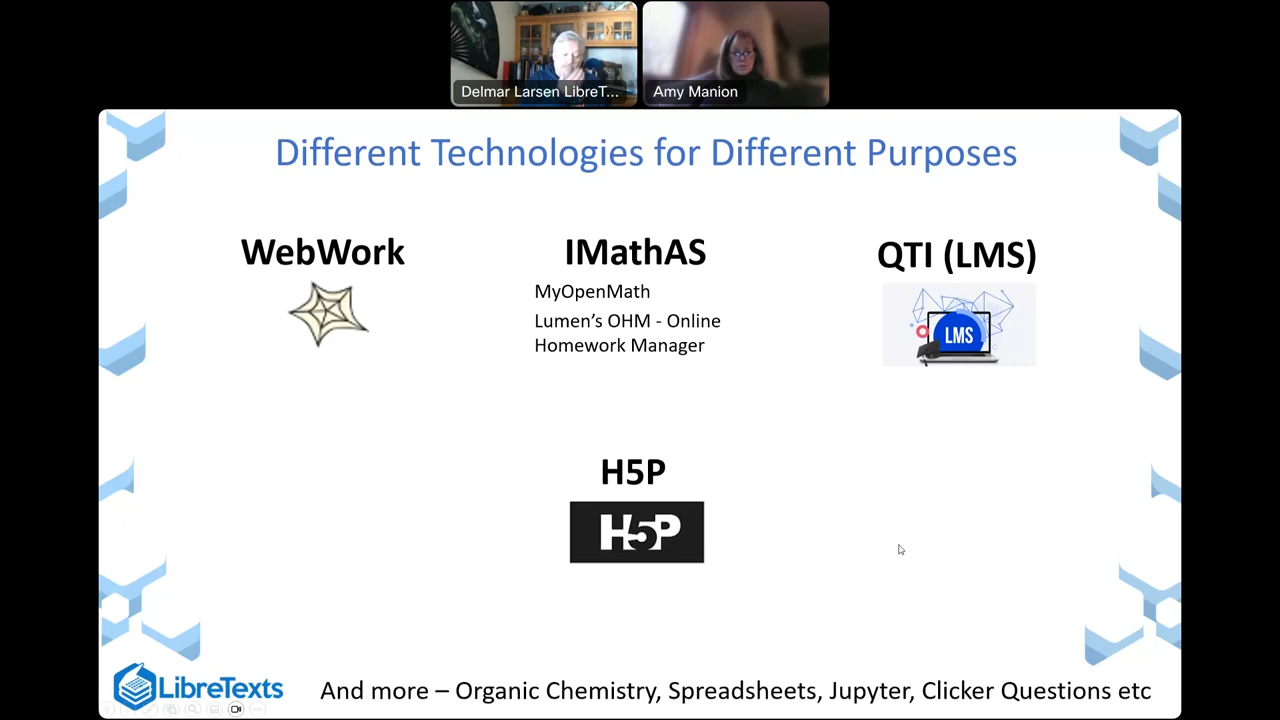 Delmar Larsen LibreT...
Amy Manion
Different Technologies for Different Purposes
WebWork
IMathAS
MyOpenMath
Lumen's OHM - Online
Homework Manager
QTI (LMS)
LMS
H5P
H5P
LibreTexts
And more – Organic Chemistry, Spreadsheets, Jupyter, Clicker Questions etc